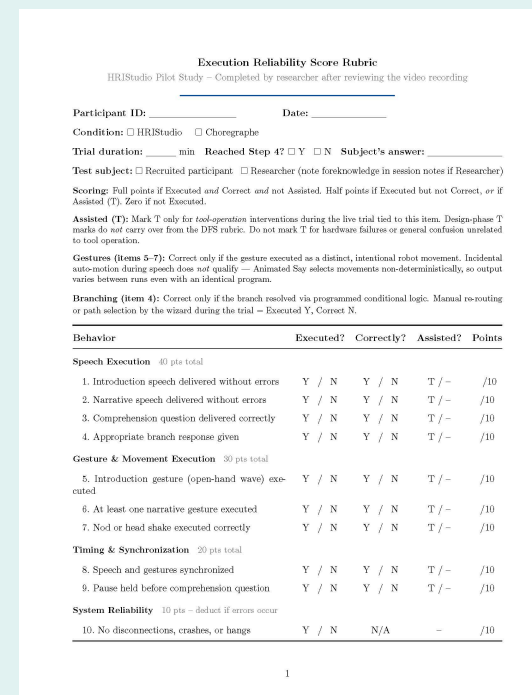 Execution Reliability Score Rubric
HRIStudio Pilot Study – Completed by researcher after reviewing the video recording
Participant ID: ________________ Date: ______________
Condition: ☐ HRIStudio ☐ Choregraphe
Trial duration: ______ min Reached Step 4? ☐ Y ☐ N Subject's answer: ______________
Test subject: ☐ Recruited participant ☐ Researcher (note foreknowledge in session notes if Researcher)
Scoring: Full points if Executed and Correct and not Assisted. Half points if Executed but not Correct, or if
Assisted (T). Zero if not Executed.
Assisted (T): Mark T only for tool-operation interventions during the live trial tied to this item. Design-phase T
marks do not carry over from the DFS rubric. Do not mark T for hardware failures or general confusion unrelated
to tool operation.
Gestures (items 5–7): Correct only if the gesture executed as a distinct, intentional robot movement. Incidental
auto-motion during speech does not qualify — Animated Say selects movements non-deterministically, so output
varies between runs even with an identical program.
Branching (item 4): Correct only if the branch resolved via programmed conditional logic. Manual re-routing
or path selection by the wizard during the trial = Executed Y, Correct N.
Behavior Executed? Correctly? Assisted? Points
Speech Execution 40 pts total
1. Introduction speech delivered without errors Y / N Y / N T / – /10
2. Narrative speech delivered without errors Y / N Y / N T / – /10
3. Comprehension question delivered correctly Y / N Y / N T / – /10
4. Appropriate branch response given Y / N Y / N T / – /10
Gesture & Movement Execution 30 pts total
5. Introduction gesture (open-hand wave) exe- Y / N Y / N T / – /10
cuted
6. At least one narrative gesture executed Y / N Y / N T / – /10
7. Nod or head shake executed correctly Y / N Y / N T / – /10
Timing & Synchronization 20 pts total
8. Speech and gestures synchronized Y / N Y / N T / – /10
9. Pause held before comprehension question Y / N Y / N T / – /10
System Reliability 10 pts – deduct if errors occur
10. No disconnections, crashes, or hangs Y / N N/A – /10
1